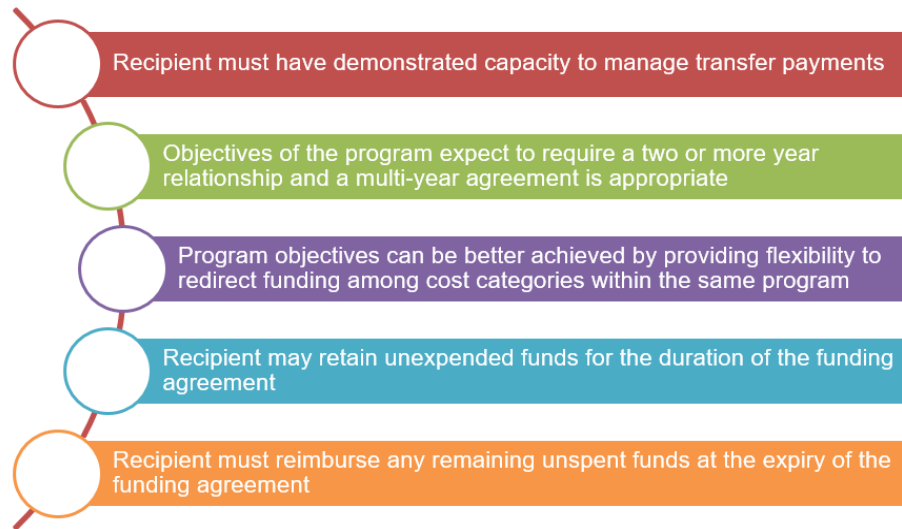 Recipient must have demonstrated capacity to manage transfer payments
Objectives of the program expect to require a two or more year
relationship and a multi-year agreement is appropriate
Program objectives can be better achieved by providing flexibility to
redirect funding among cost categories within the same program
Recipient may retain unexpended funds for the duration of the funding
agreement
Recipient must reimburse any remaining unspent funds at the expiry of the
funding agreement